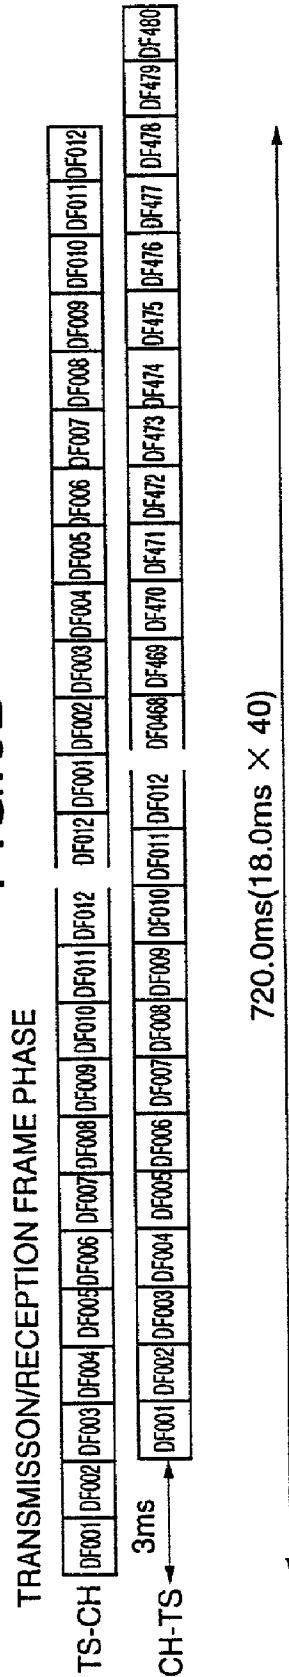 TRANSMISSON/RECEPTION FRAME PHASE
TS-CH DF001 DF002 DF003 DF004 DF005 DF006 DF007 DF008 DF009 DF010 DF011 DF012 DF012 DF001 DF002 DF003 DF004 DF005 DF006 DF007 DF008 DF009 DF010 DF011 DF012
CH-TS 3ms DF001 DF002 DF003 DF004 DF005 DF006 DF007 DF008 DF009 DF010 DF011 DF012 DF0468 DF469 DF470 DF471 DF472 DF473 DF474 DF475 DF476 DF477 DF478 DF479 DF480
720.0ms(18.0ms × 40)